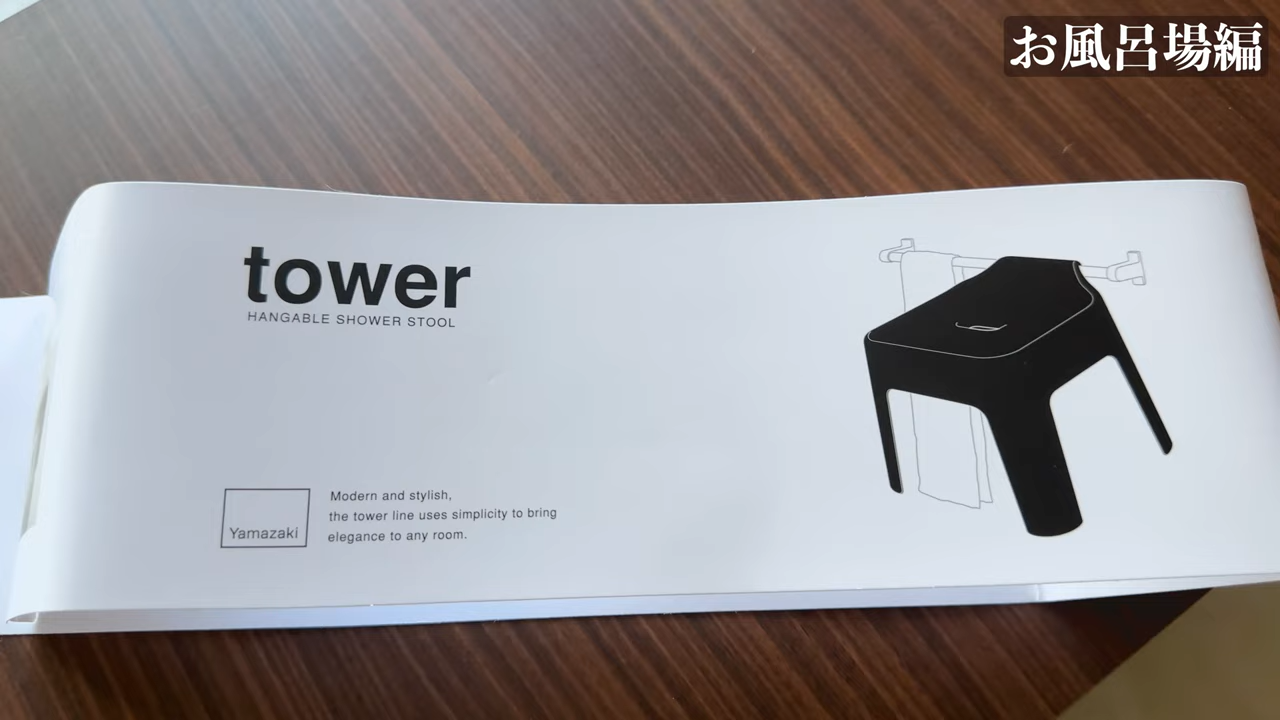 お風呂場編
tower
HANGABLE SHOWER STOOL
Yamazaki
Modern and stylish,
the tower line uses simplicity to bring
elegance to any room.